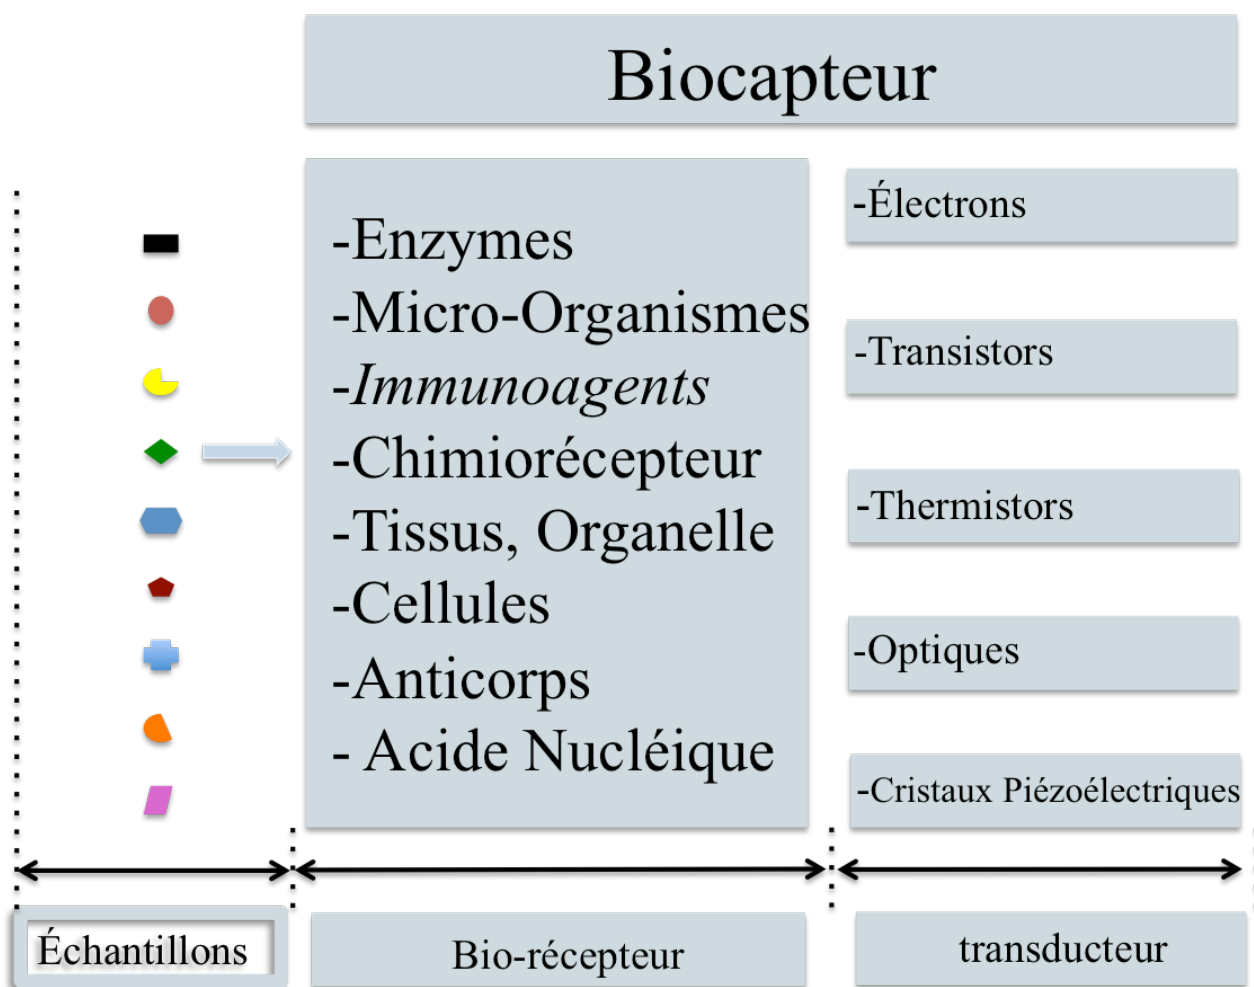 Biocapteur
-Enzymes
-Micro-Organismes
-Immunoagents
-Chimiorécepteur
-Tissus, Organelle
-Cellules
-Anticorps
- Acide Nucléique
-Électrons
-Transistors
-Thermistors
-Optiques
-Cristaux Piézoélectriques
Échantillons
Bio-récepteur
transducteur